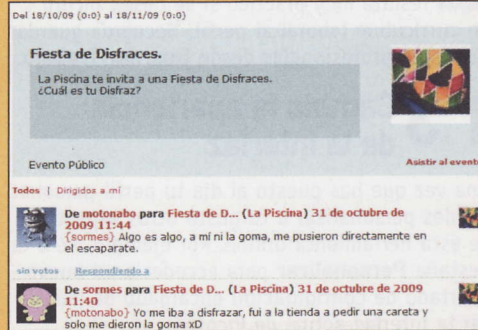 Del 18/10/09 (0:0) al 18/11/09 (0:0)
Fiesta de Disfraces.
La Piscina te invita a una Fiesta de Disfraces.
¿Cuál es tu Disfraz?
Evento Público
Asistir al evento
Todos | Dirigidos a mí
De motonabo para Fiesta de D... (La Piscina) 31 de octubre de
2009 11:44
{sormes} Algo es algo, a mí ni la goma, me pusieron directamente en
el escaparate.
sin votos Respondiendo a
De sormes para Fiesta de D... (La Piscina) 31 de octubre de 2009
11:40
{motonabo} Yo me iba a disfrazar, fui a la tienda a pedir una careta y
solo me dieron la goma xD